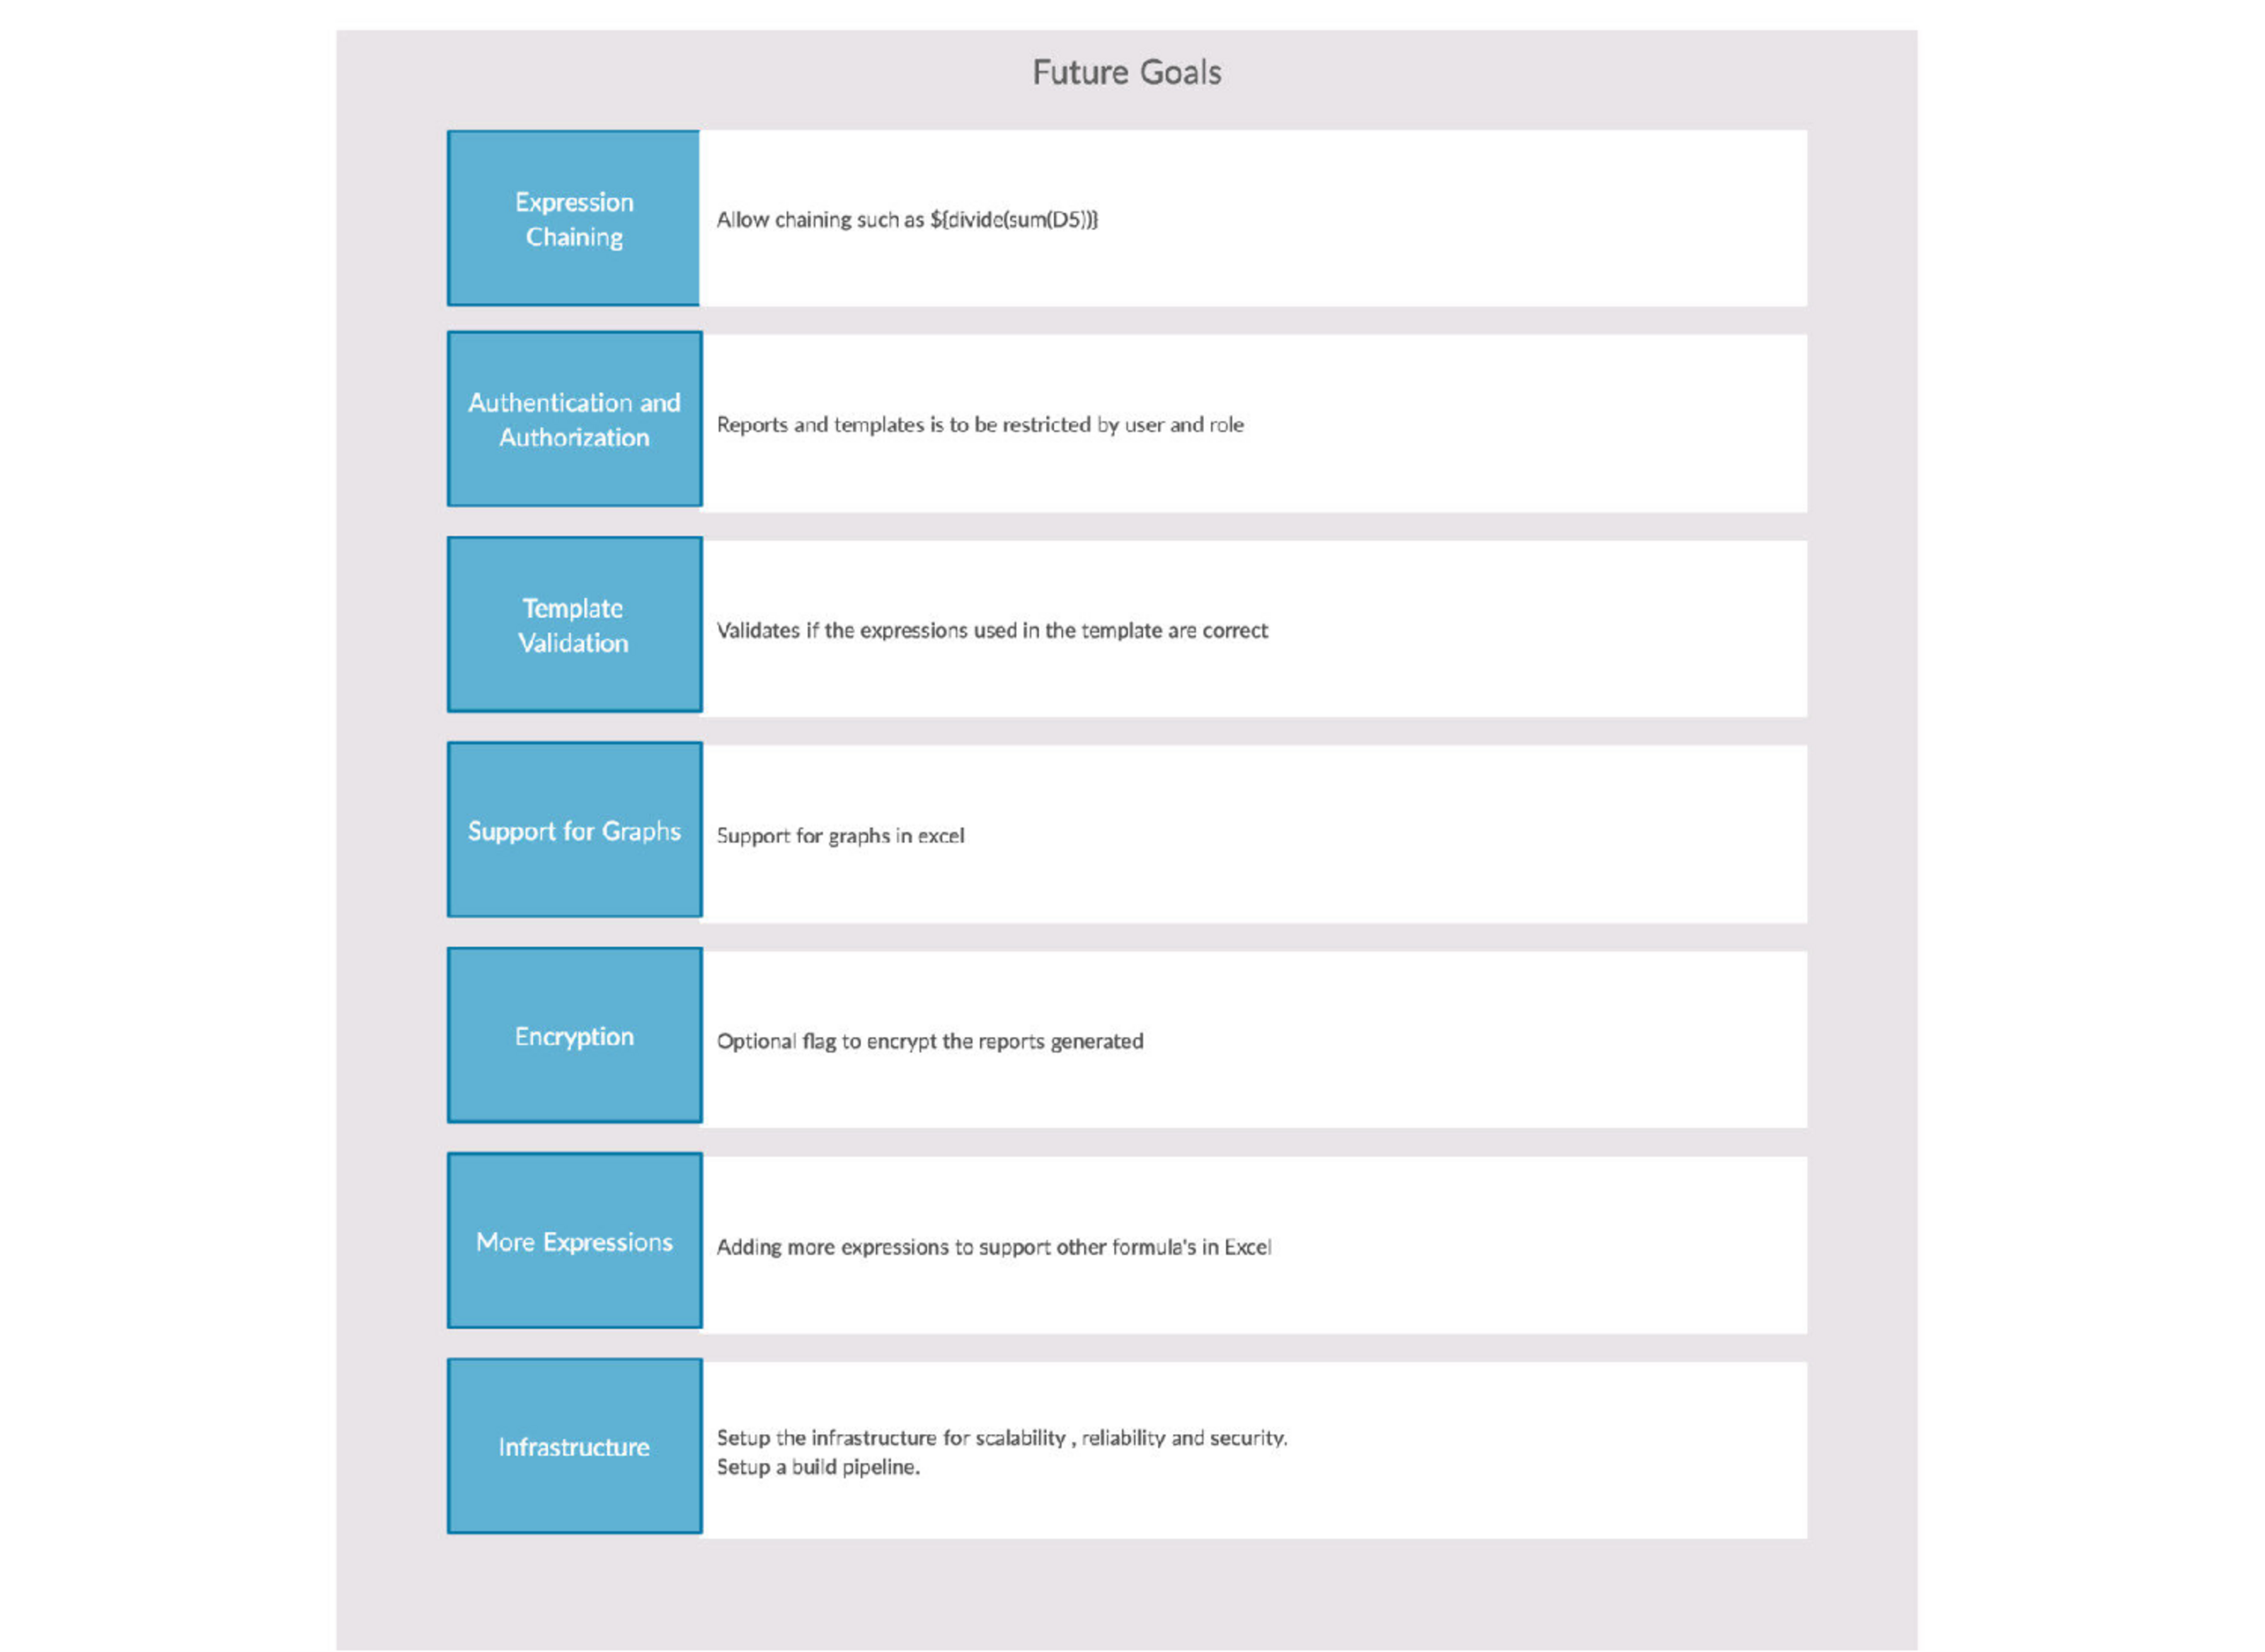 Future Goals
Expression
Chaining
Allow chaining such as ${divide(sum(D5))}
Authentication and
Authorization
Reports and templates is to be restricted by user and role
Template
Validation
Validates if the expressions used in the template are correct
Support for Graphs
Support for graphs in excel
Encryption
Optional flag to encrypt the reports generated
More Expressions
Adding more expressions to support other formula's in Excel
Infrastructure
Setup the infrastructure for scalability , reliability and security.
Setup a build pipeline.